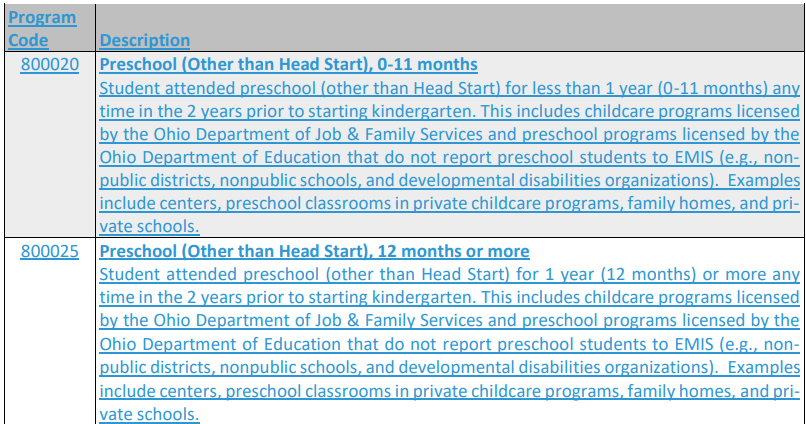 Program
Code
Description
800020
Preschool (Other than Head Start), 0-11 months
Student attended preschool (other than Head Start) for less than 1 year (0-11 months) any
time in the 2 years prior to starting kindergarten. This includes childcare programs licensed
by the Ohio Department of Job & Family Services and preschool programs licensed by the
Ohio Department of Education that do not report preschool students to EMIS (e.g., non-
public districts, nonpublic schools, and developmental disabilities organizations).  Examples
include centers, preschool classrooms in private childcare programs, family homes, and pri-
vate schools.
800025
Preschool (Other than Head Start), 12 months or more
Student attended preschool (other than Head Start) for 1 year (12 months) or more any
time in the 2 years prior to starting kindergarten. This includes childcare programs licensed
by the Ohio Department of Job & Family Services and preschool programs licensed by the
Ohio Department of Education that do not report preschool students to EMIS (e.g., non-
public districts, nonpublic schools, and developmental disabilities organizations).  Examples
include centers, preschool classrooms in private childcare programs, family homes, and pri-
vate schools.